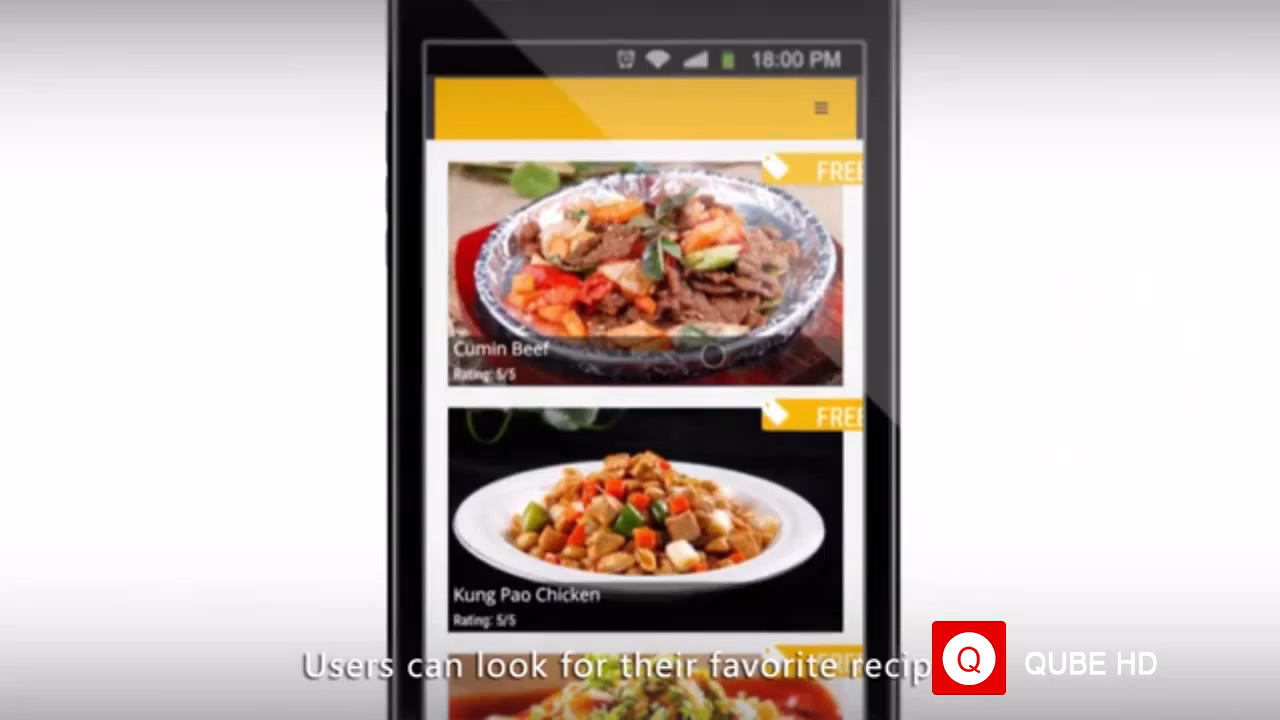 18:00 PM
FREE
Cumin Beef
Rating: 5/5
FREE
Kung Pao Chicken
Rating: 5/5
FREE
Users can look for their favorite recip
Q QUBE HD